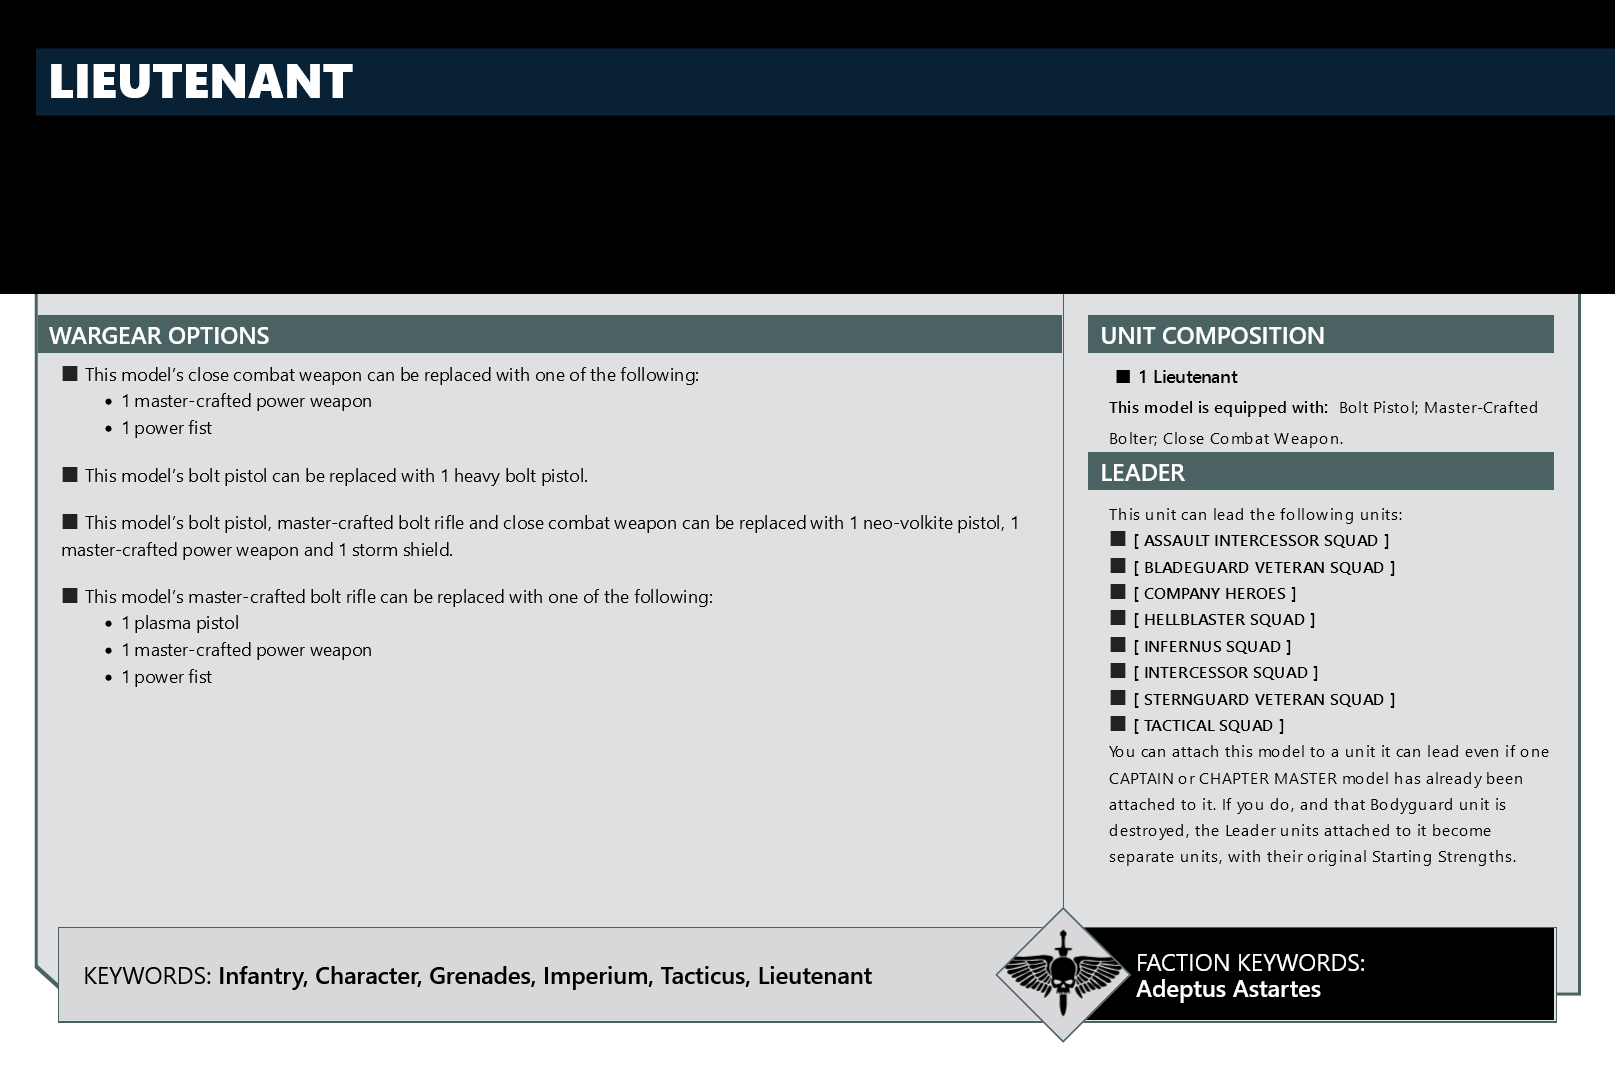 LIEUTENANT
WARGEAR OPTIONS
■ This model’s close combat weapon can be replaced with one of the following:
• 1 master-crafted power weapon
• 1 power fist
■ This model’s bolt pistol can be replaced with 1 heavy bolt pistol.
■ This model’s bolt pistol, master-crafted bolt rifle and close combat weapon can be replaced with 1 neo-volkite pistol, 1
master-crafted power weapon and 1 storm shield.
■ This model’s master-crafted bolt rifle can be replaced with one of the following:
• 1 plasma pistol
• 1 master-crafted power weapon
• 1 power fist
UNIT COMPOSITION
■ 1 Lieutenant
This model is equipped with: Bolt Pistol; Master-Crafted
Bolter; Close Combat Weapon.
LEADER
This unit can lead the following units:
■ [ ASSAULT INTERCESSOR SQUAD ]
■ [ BLADEGUARD VETERAN SQUAD ]
■ [ COMPANY HEROES ]
■ [ HELLBLASTER SQUAD ]
■ [ INFERNUS SQUAD ]
■ [ INTERCESSOR SQUAD ]
■ [ STERNGUARD VETERAN SQUAD ]
■ [ TACTICAL SQUAD ]
You can attach this model to a unit it can lead even if one
CAPTAIN or CHAPTER MASTER model has already been
attached to it. If you do, and that Bodyguard unit is
destroyed, the Leader units attached to it become
separate units, with their original Starting Strengths.
KEYWORDS: Infantry, Character, Grenades, Imperium, Tacticus, Lieutenant
FACTION KEYWORDS:
Adeptus Astartes